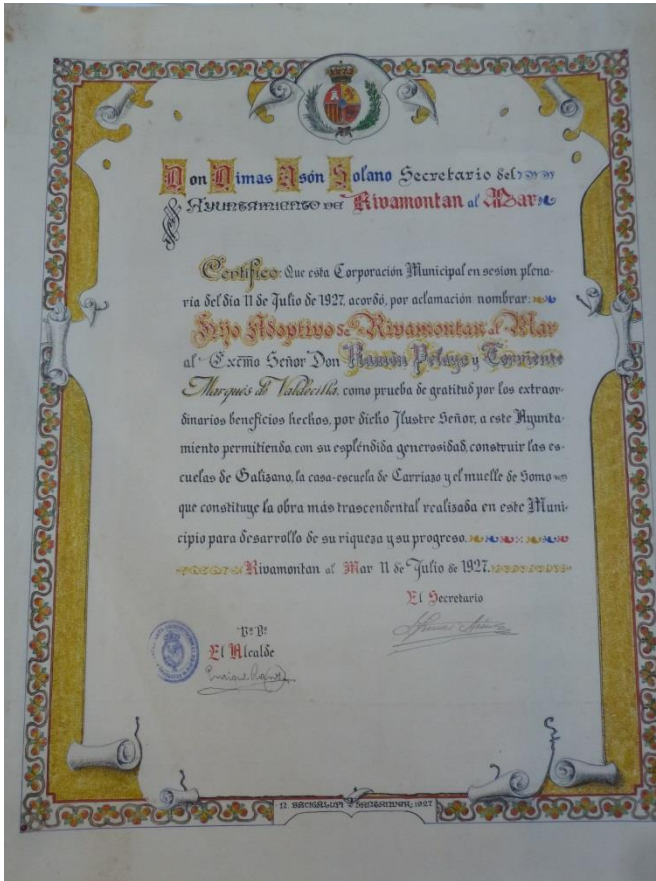 Don Dimas Asón Solano Secretario del
Ayuntamiento de Rivamontan al Mar
Certifico: Que esta Corporación Municipal en sesion plena-
ria del dia 11 de Julio de 1927, acordó, por aclamación nombrar:
Hijo Adoptivo de Rivamontan al Mar
al Excmo Señor Don Ramón Pelayo y Torriente
Marqués de Valdecilla, como prueba de gratitud por los extraor-
dinarios beneficios hechos, por dicho Ilustre Señor, a este Ayunta-
miento permitiendo, con su espléndida generosidad, construir las es-
cuelas de Galizano, la casa-escuela de Carriazo y el muelle de Somo
que constituye la obra más trascendental realizada en este Muni-
cipio para desarrollo de su riqueza y su progreso.
Rivamontan al Mar 11 de Julio de 1927.
El Secretario
Vº Bº
El Alcalde
Enrique
BACIGALUPI SANTANDER, 1927